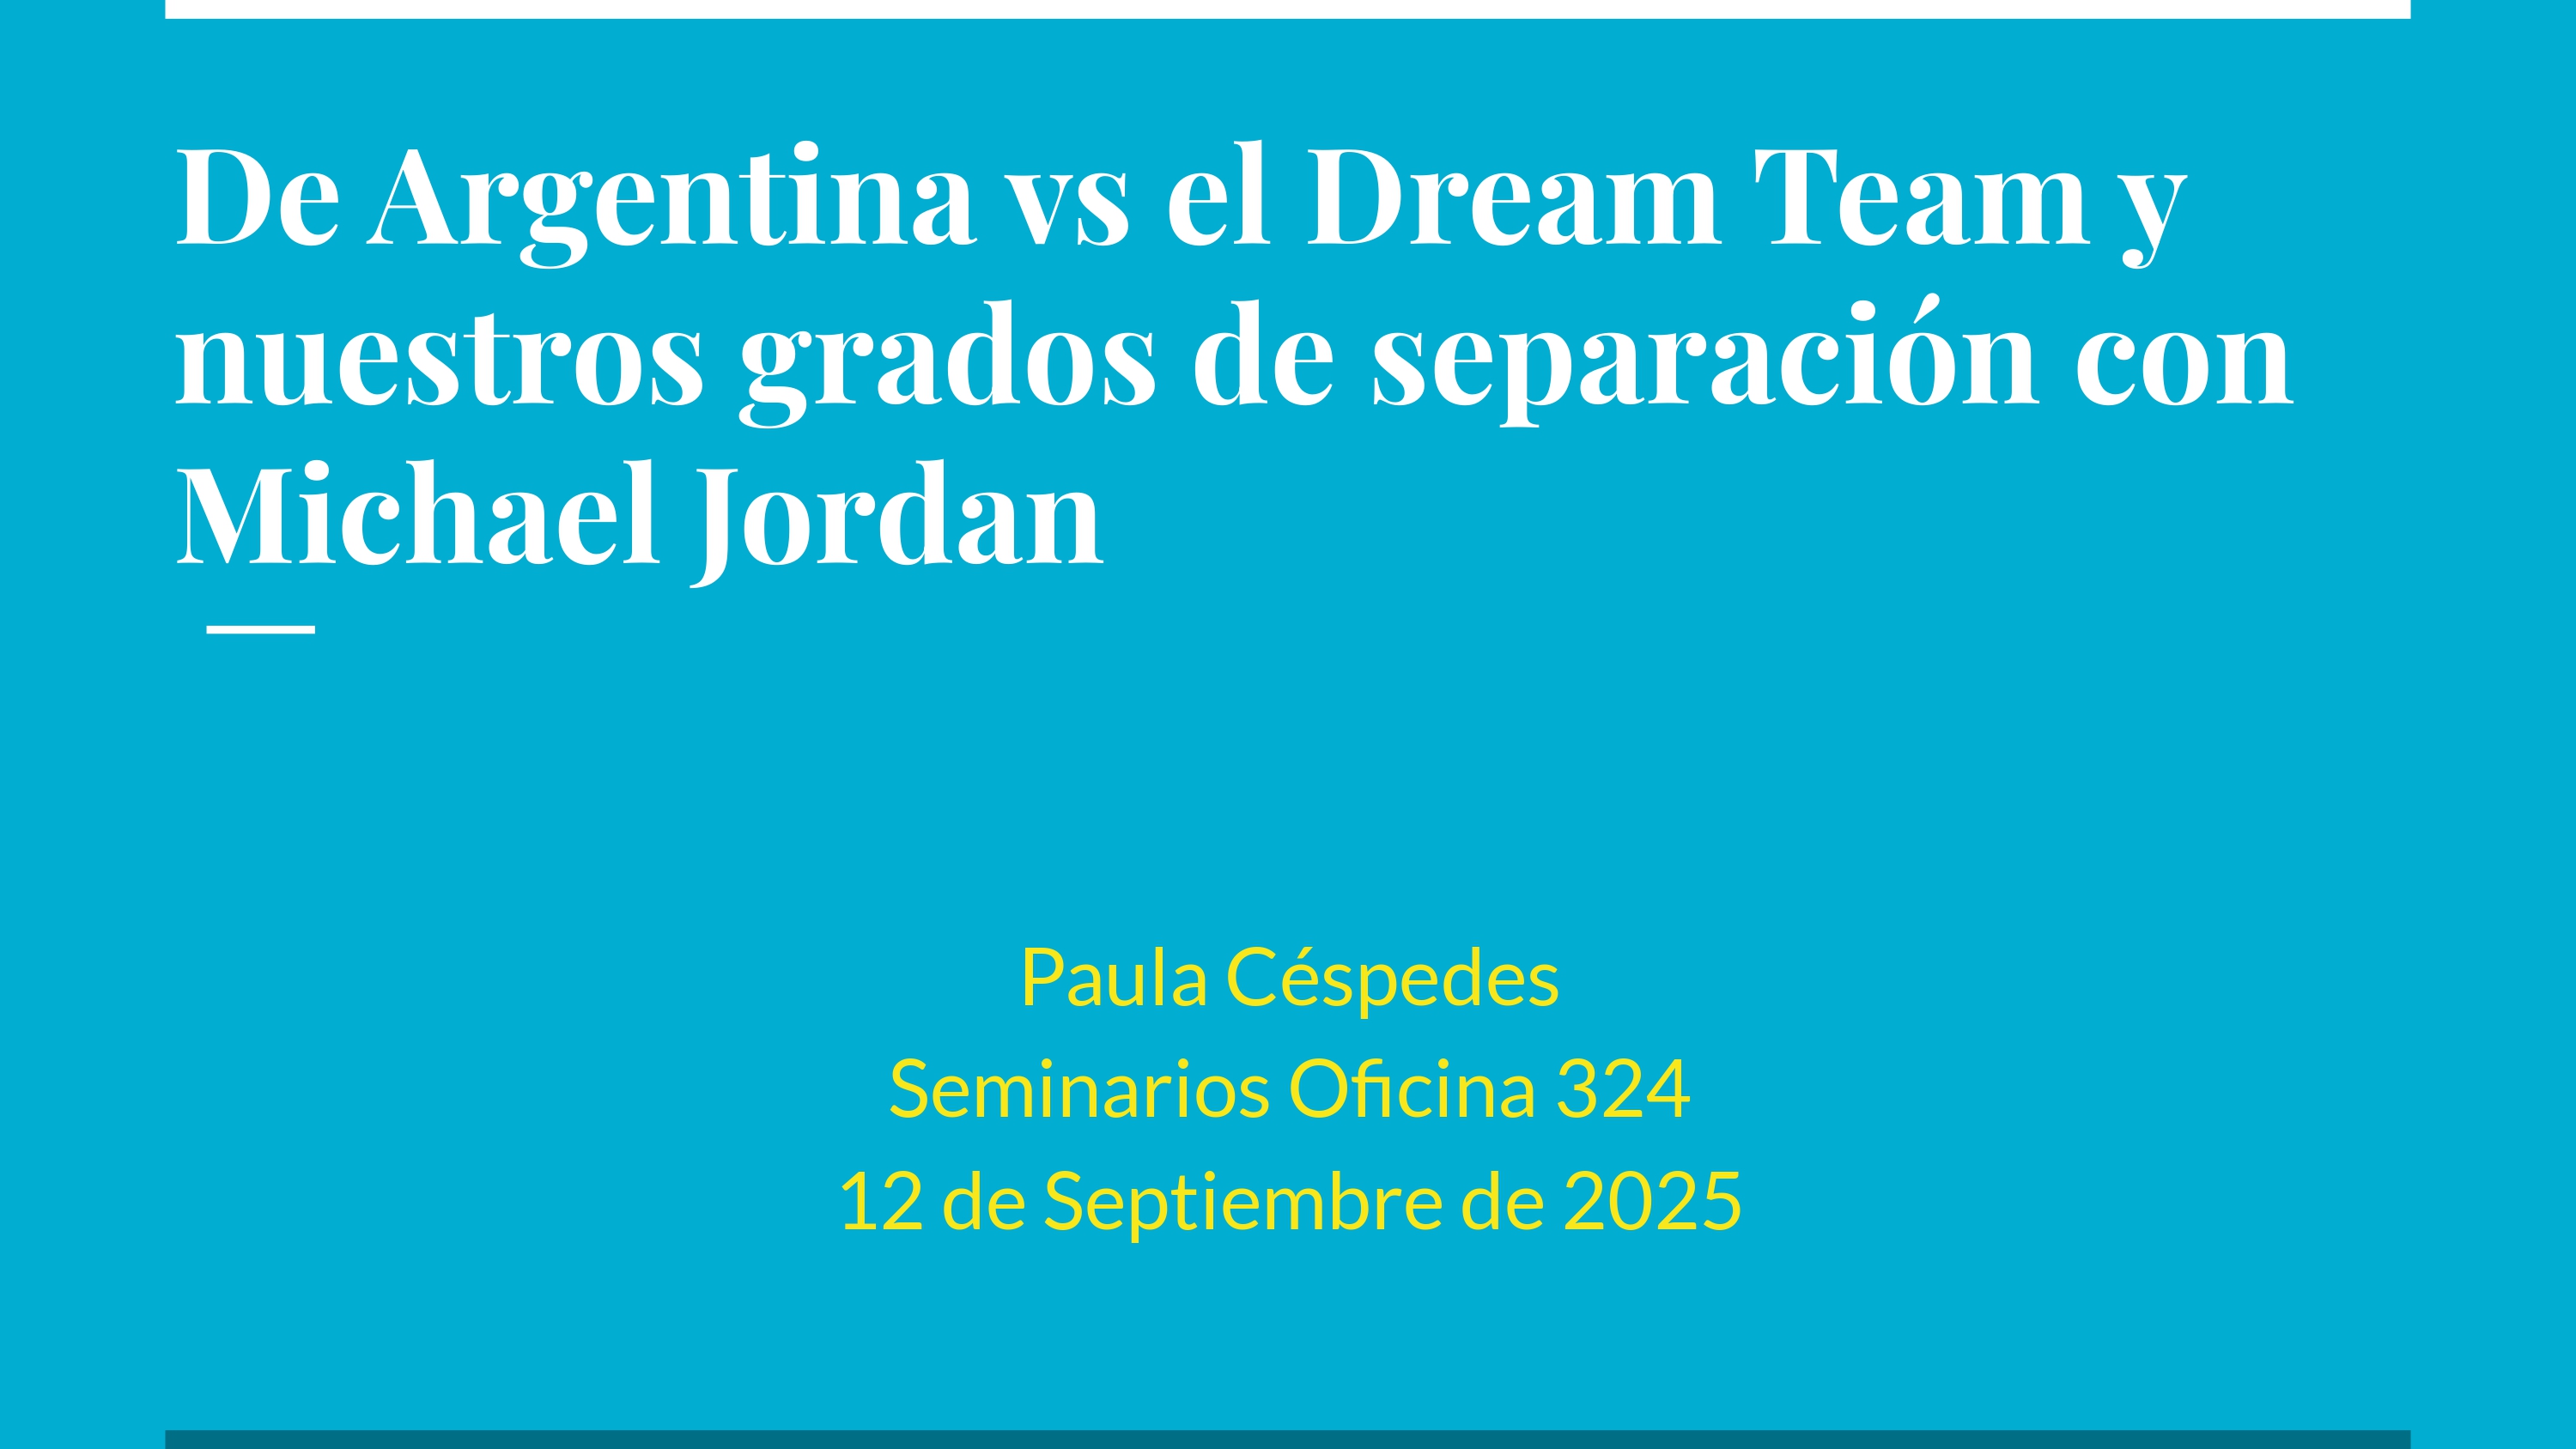 De Argentina vs el Dream Team y
nuestros grados de separación con
Michael Jordan
Paula Céspedes
Seminarios Oficina 324
12 de Septiembre de 2025